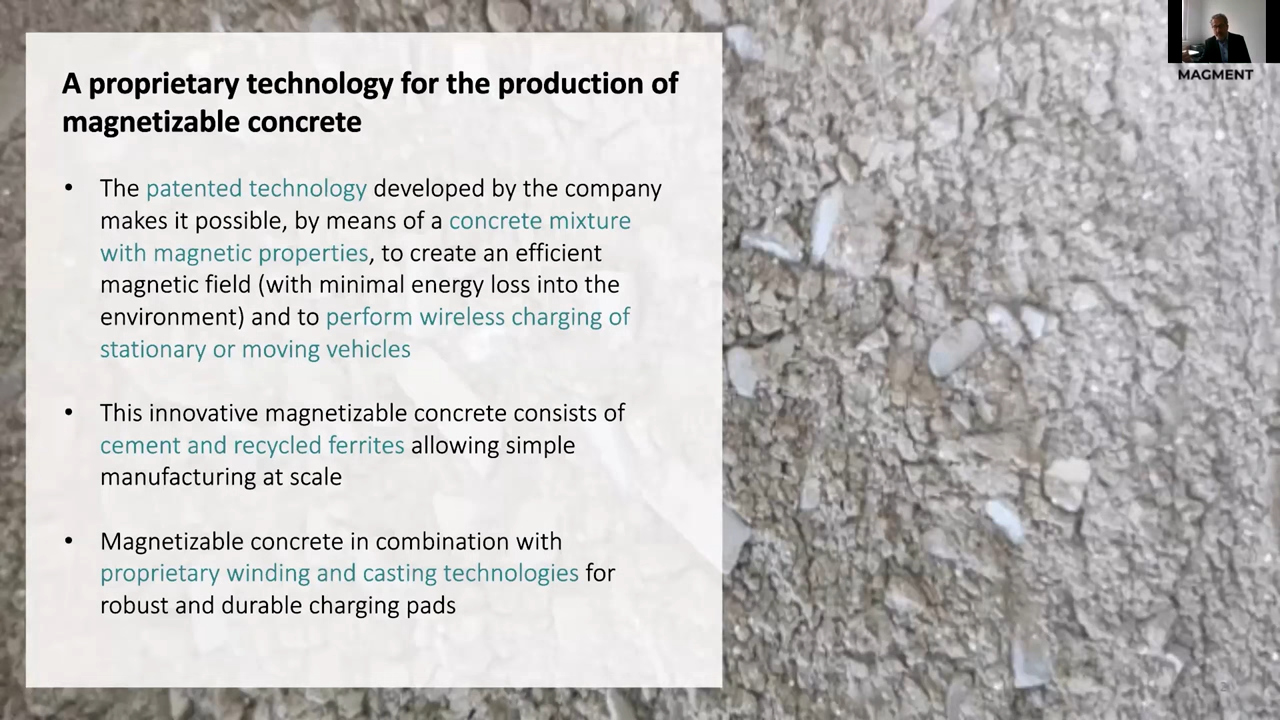 MAGMENT
A proprietary technology for the production of
magnetizable concrete
• The patented technology developed by the company
makes it possible, by means of a concrete mixture
with magnetic properties, to create an efficient
magnetic field (with minimal energy loss into the
environment) and to perform wireless charging of
stationary or moving vehicles
• This innovative magnetizable concrete consists of
cement and recycled ferrites allowing simple
manufacturing at scale
• Magnetizable concrete in combination with
proprietary winding and casting technologies for
robust and durable charging pads